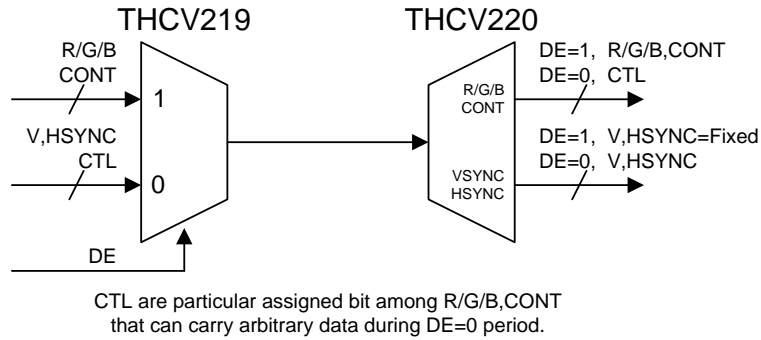 THCV219
THCV220
R/G/B
CONT
1
V,HSYNC
CTL
0
DE
R/G/B
CONT
VSYNC
HSYNC
DE=1, R/G/B,CONT
DE=0, CTL
DE=1, V,HSYNC=Fixed
DE=0, V,HSYNC
CTL are particular assigned bit among R/G/B,CONT
that can carry arbitrary data during DE=0 period.